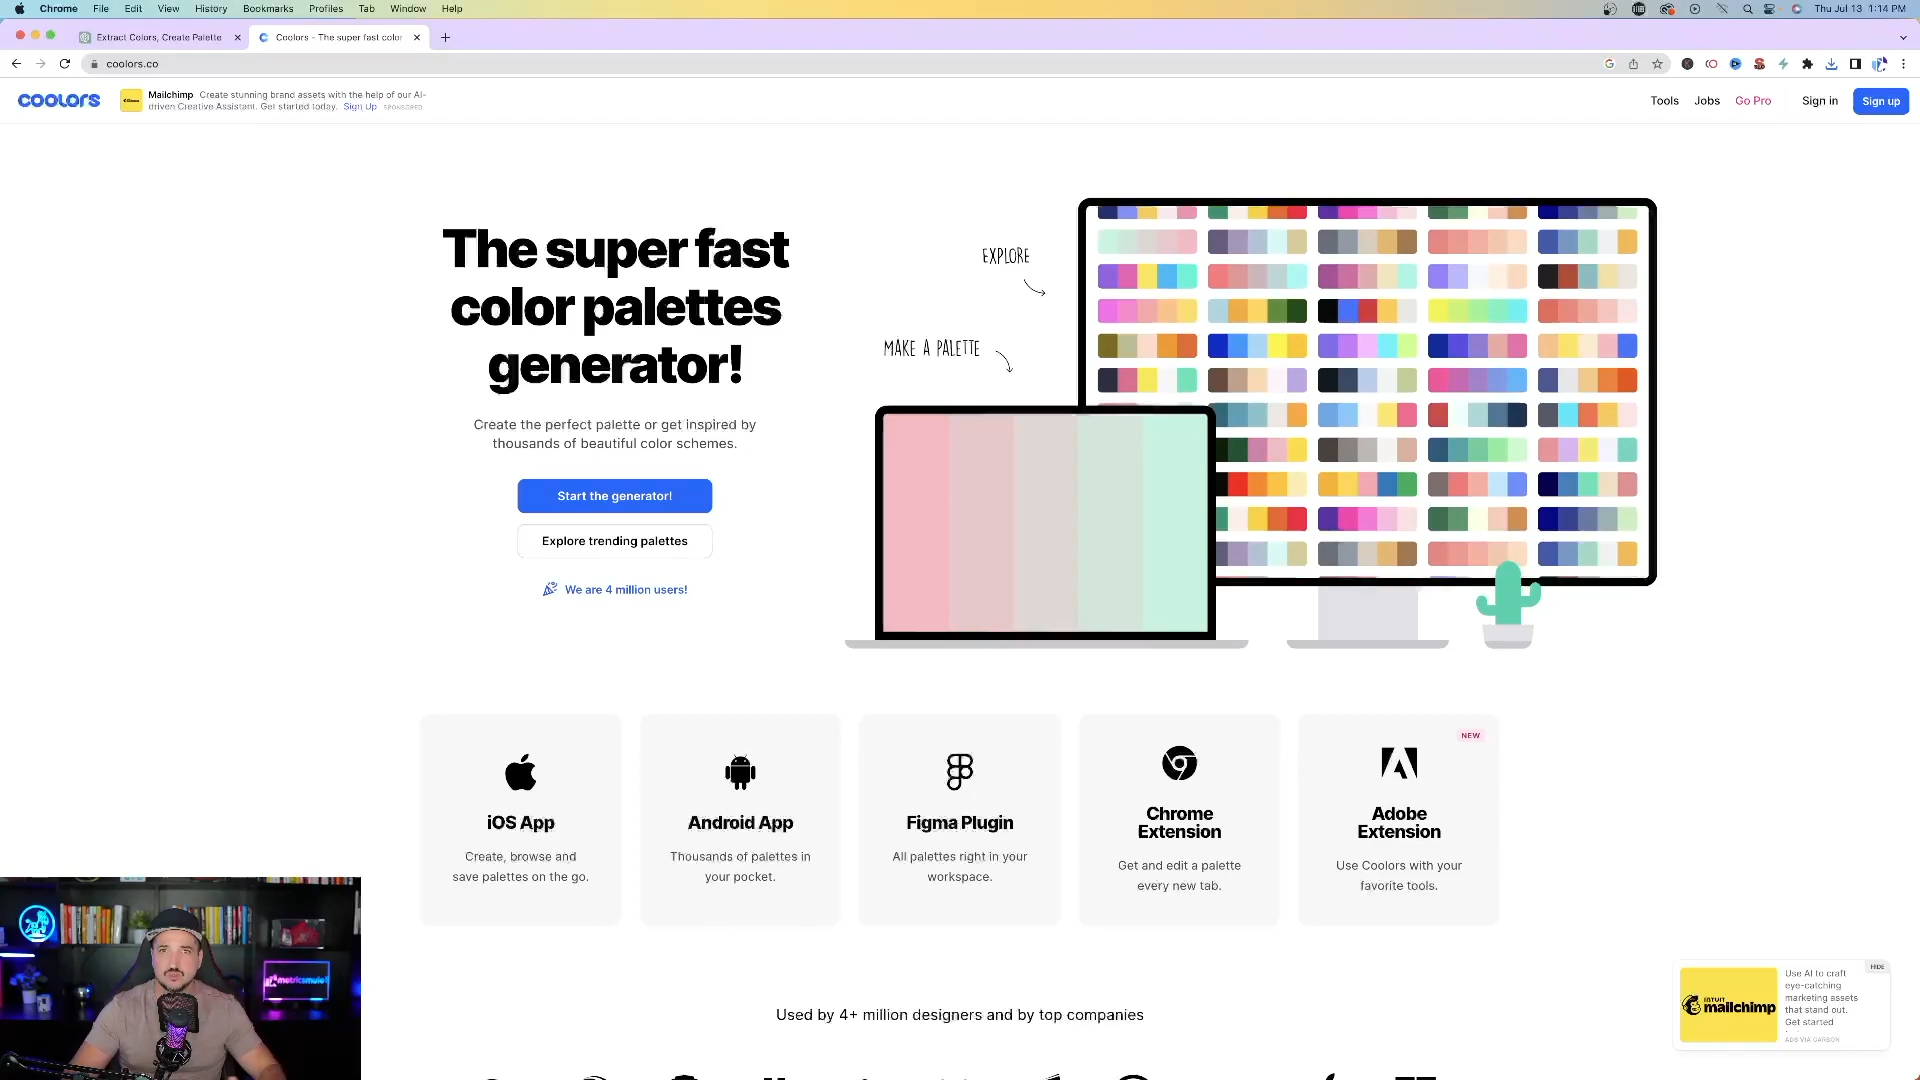 Chrome File Edit View History Bookmarks Profiles Tab Window Help
Thu Jul 13 1:14 PM
Extract Colors, Create Palette
Coolors - The super fast color
coolors.co
coolors
Mailchimp Create stunning brand assets with the help of our AI-
driven Creative Assistant. Get started today. Sign Up SPONSORED
Tools Jobs Go Pro Sign in Sign up
The super fast
color palettes
generator!
Create the perfect palette or get inspired by
thousands of beautiful color schemes.
Start the generator!
Explore trending palettes
We are 4 million users!
EXPLORE
MAKE A PALETTE
iOS App
Create, browse and
save palettes on the go.
Android App
Thousands of palettes in
your pocket.
Figma Plugin
All palettes right in your
workspace.
Chrome
Extension
Get and edit a palette
every new tab.
NEW
Adobe
Extension
Use Coolors with your
favorite tools.
metricsmule
Used by 4+ million designers and by top companies
HIDE
INTUIT
mailchimp
Use AI to craft
eye-catching
marketing assets
that stand out.
Get started
ADS VIA CARBON